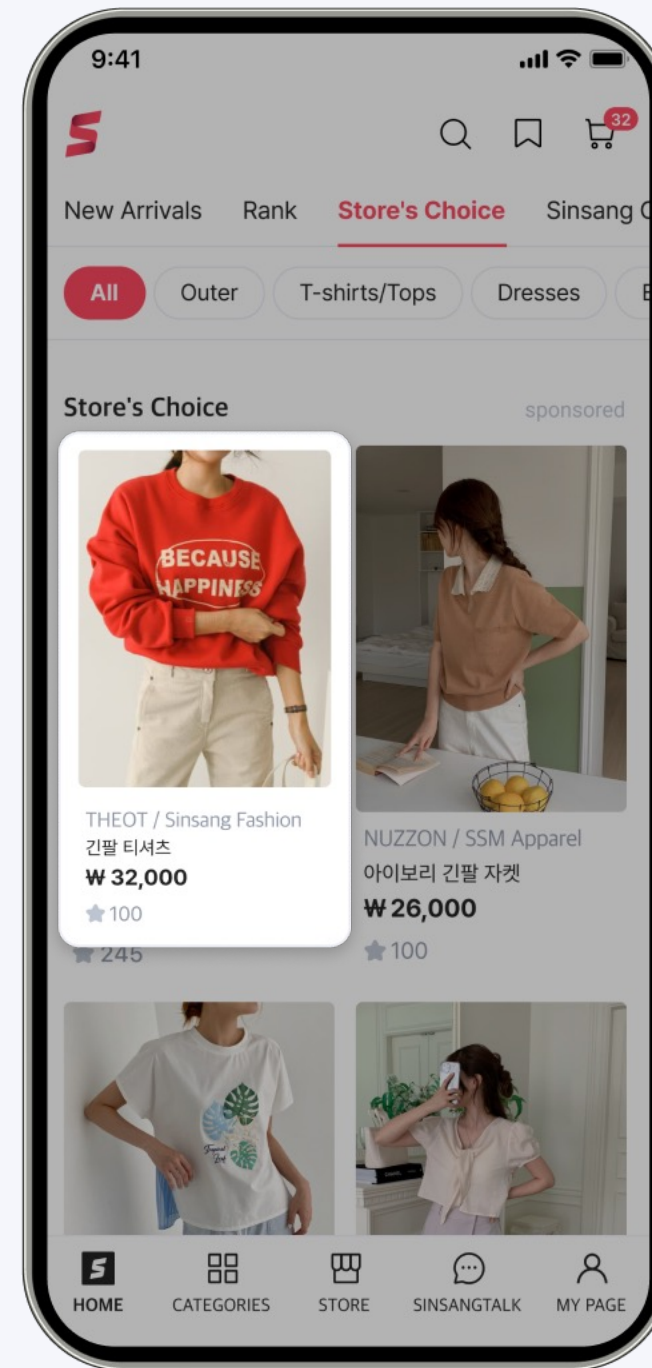 9:41
32
New Arrivals Rank Store's Choice Sinsang
All Outer T-shirts/Tops Dresses
Store's Choice sponsored
BECAUSE
HAPPINESS
THEOT / Sinsang Fashion
긴팔 티셔츠
₩32,000
100
245
NUZZON / SSM Apparel
아이보리 긴팔 자켓
₩26,000
100
Tropical
Leaf
HOME CATEGORIES STORE SINSANGTALK MY PAGE